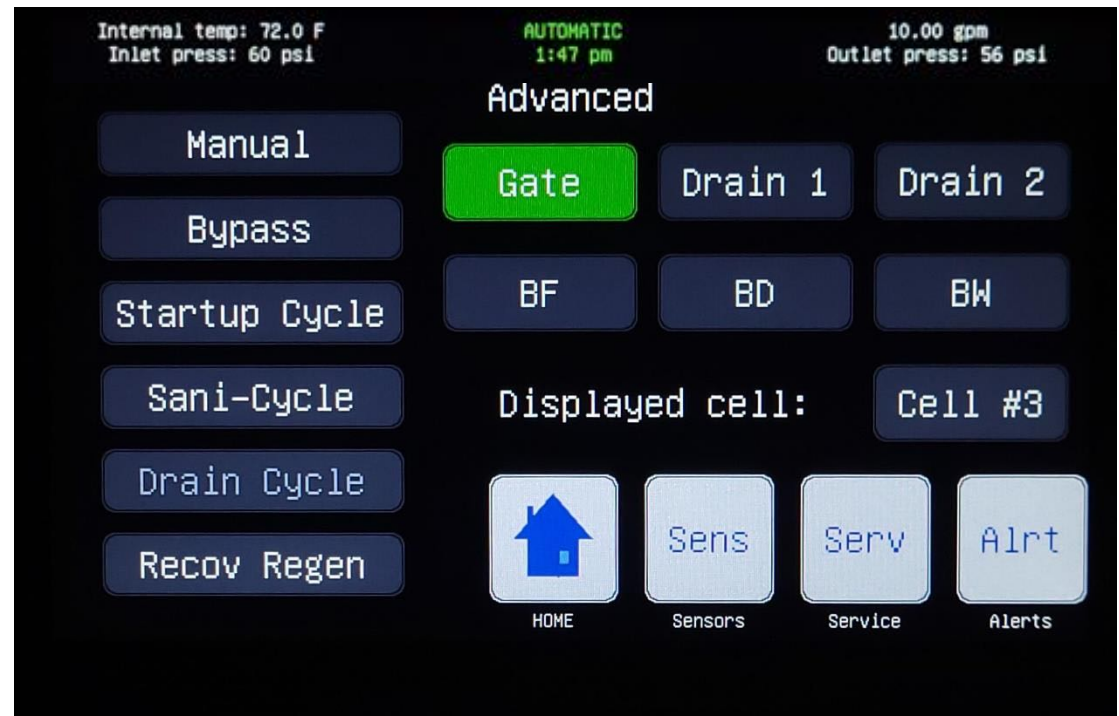 Internal temp: 72.0 F
Inlet press: 60 psi
AUTOMATIC
1:47 pm
10.00 gpm
Outlet press: 56 psi
Advanced
Manual
Bypass
Startup Cycle
Sani-Cycle
Drain Cycle
Recov Regen
Gate
Drain 1
Drain 2
BF
BD
BW
Displayed cell:
Cell #3
Sens
Serv
Alrt
HOME
Sensors
Service
Alerts